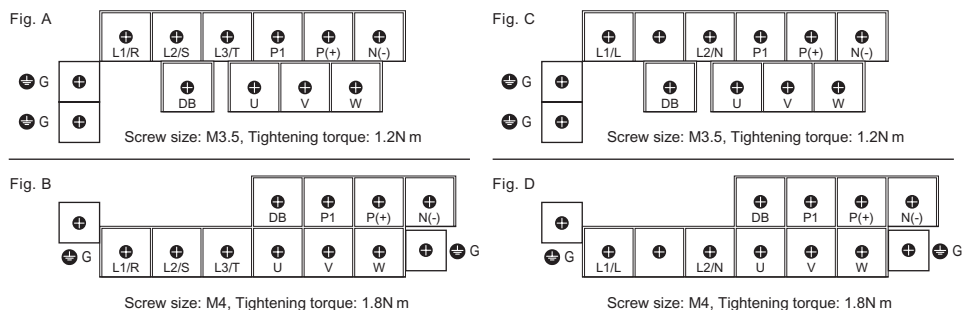 Fig. A
L1/R L2/S L3/T P1 P(+) N(-)
G
DB U V W
G
Screw size: M3.5, Tightening torque: 1.2N m
Fig. C
L1/L L2/N P1 P(+) N(-)
G
DB U V W
G
Screw size: M3.5, Tightening torque: 1.2N m
Fig. B
DB P1 P(+) N(-)
G L1/R L2/S L3/T U V W G
Screw size: M4, Tightening torque: 1.8N m
Fig. D
DB P1 P(+) N(-)
G L1/L L2/N U V W G
Screw size: M4, Tightening torque: 1.8N m